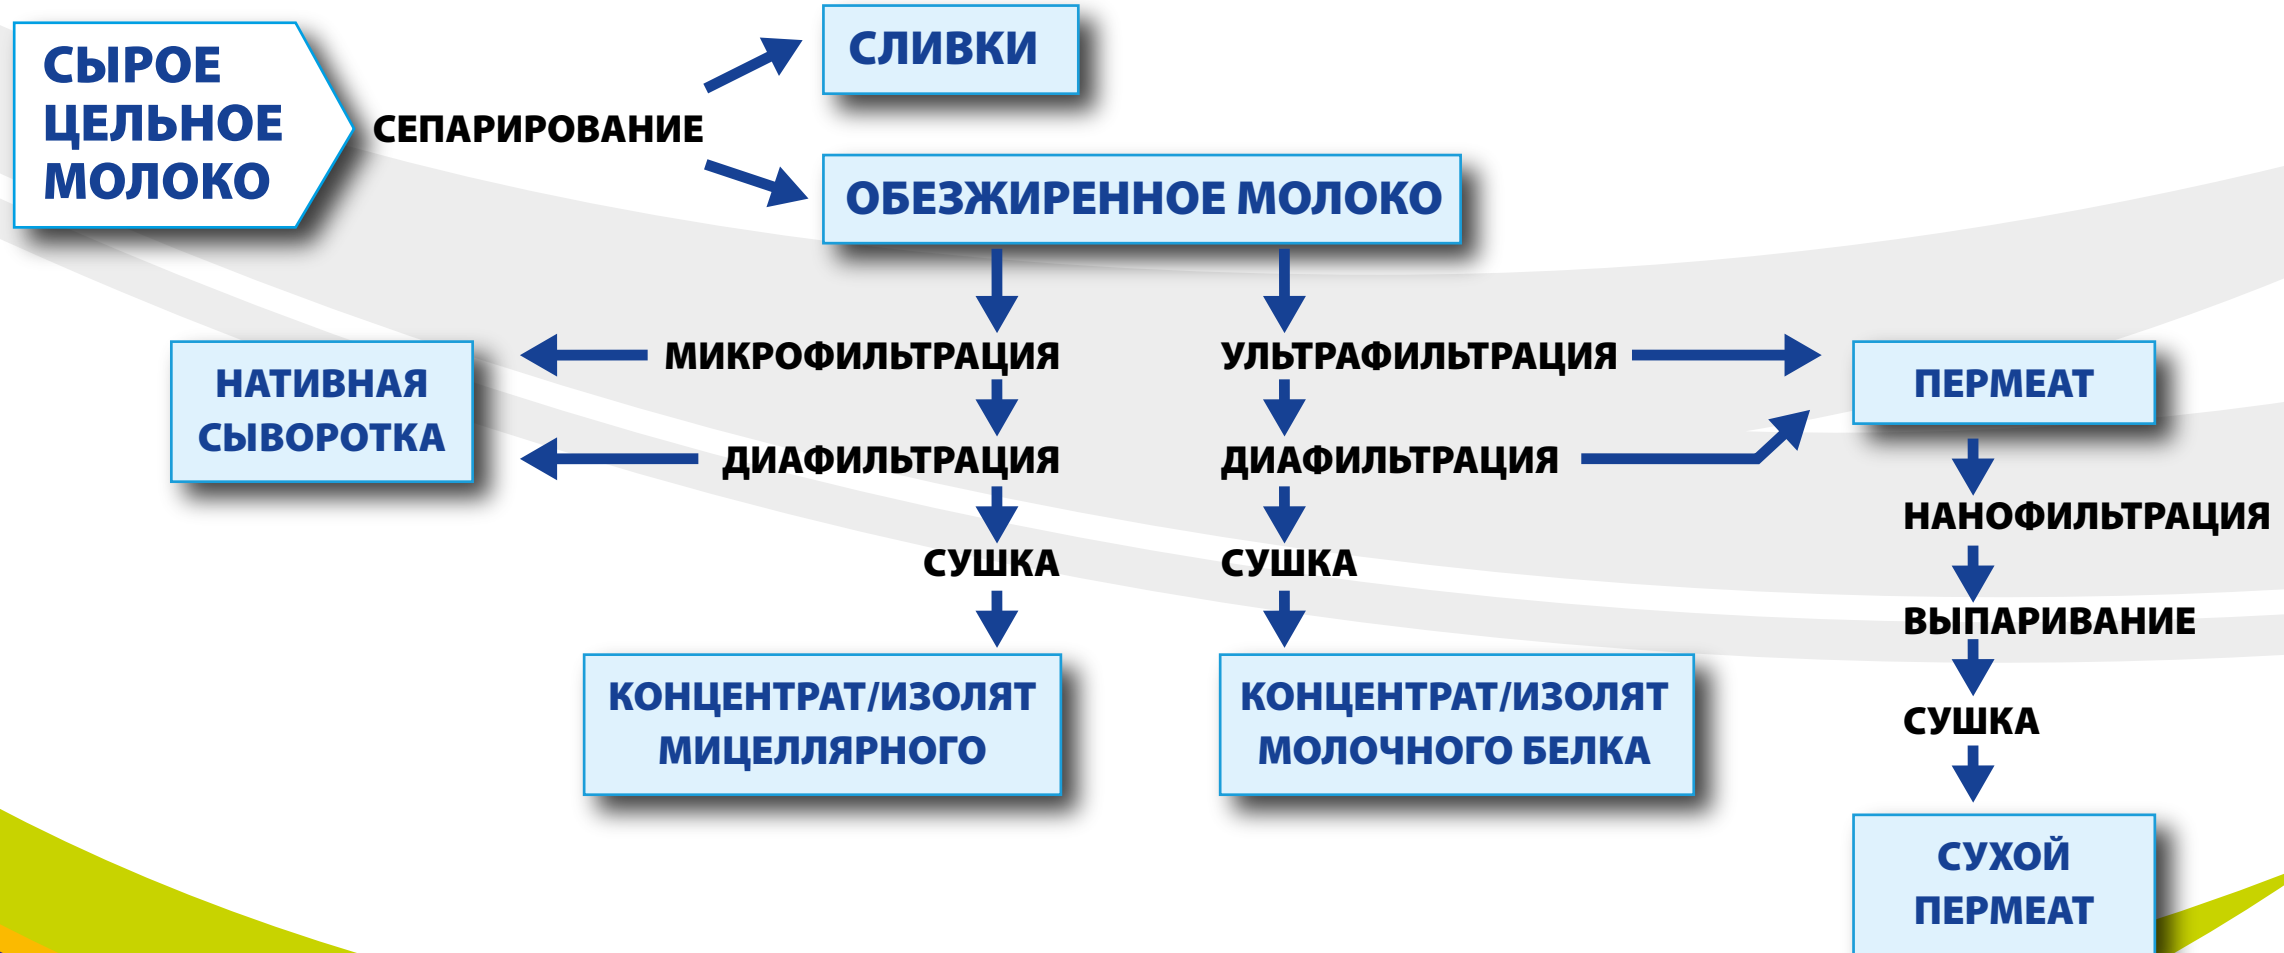 СЫРОЕ
ЦЕЛЬНОЕ
МОЛОКО
СЕПАРИРОВАНИЕ
СЛИВКИ
ОБЕЗЖИРЕННОЕ МОЛОКО
НАТИВНАЯ
СЫВОРОТКА
МИКРОФИЛЬТРАЦИЯ
ДИАФИЛЬТРАЦИЯ
СУШКА
КОНЦЕНТРАТ/ИЗОЛЯТ
МИЦЕЛЛЯРНОГО
УЛЬТРАФИЛЬТРАЦИЯ
ДИАФИЛЬТРАЦИЯ
СУШКА
КОНЦЕНТРАТ/ИЗОЛЯТ
МОЛОЧНОГО БЕЛКА
ПЕРМЕАТ
НАНОФИЛЬТРАЦИЯ
ВЫПАРИВАНИЕ
СУШКА
СУХОЙ
ПЕРМЕАТ